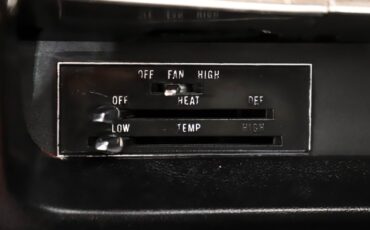 OFF FAN HIGH
OFF HEAT DEF
LOW TEMP HIGH